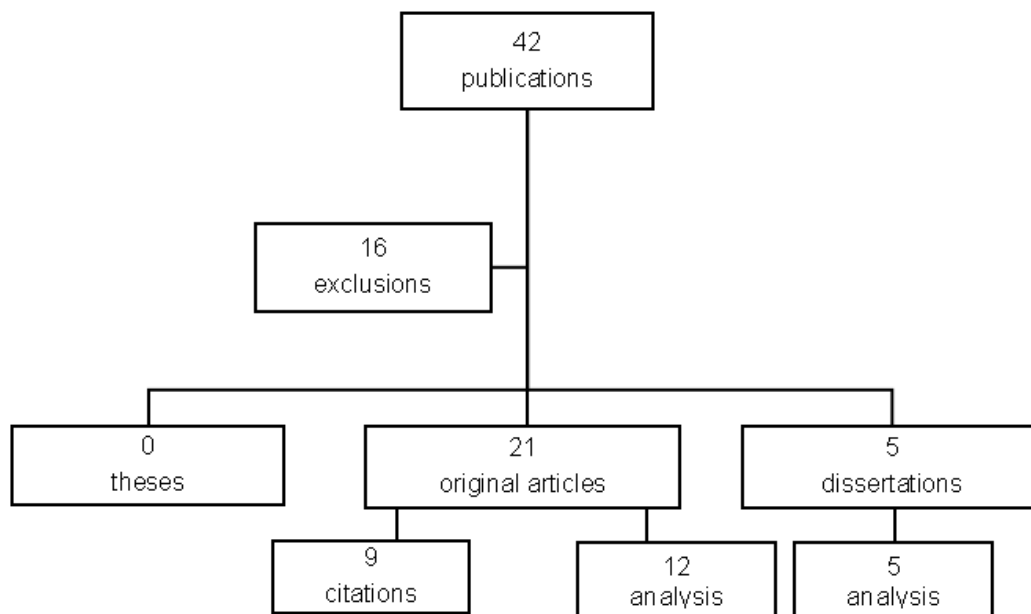 42
publications
16
exclusions
0
theses
21
original articles
5
dissertations
9
citations
12
analysis
5
analysis